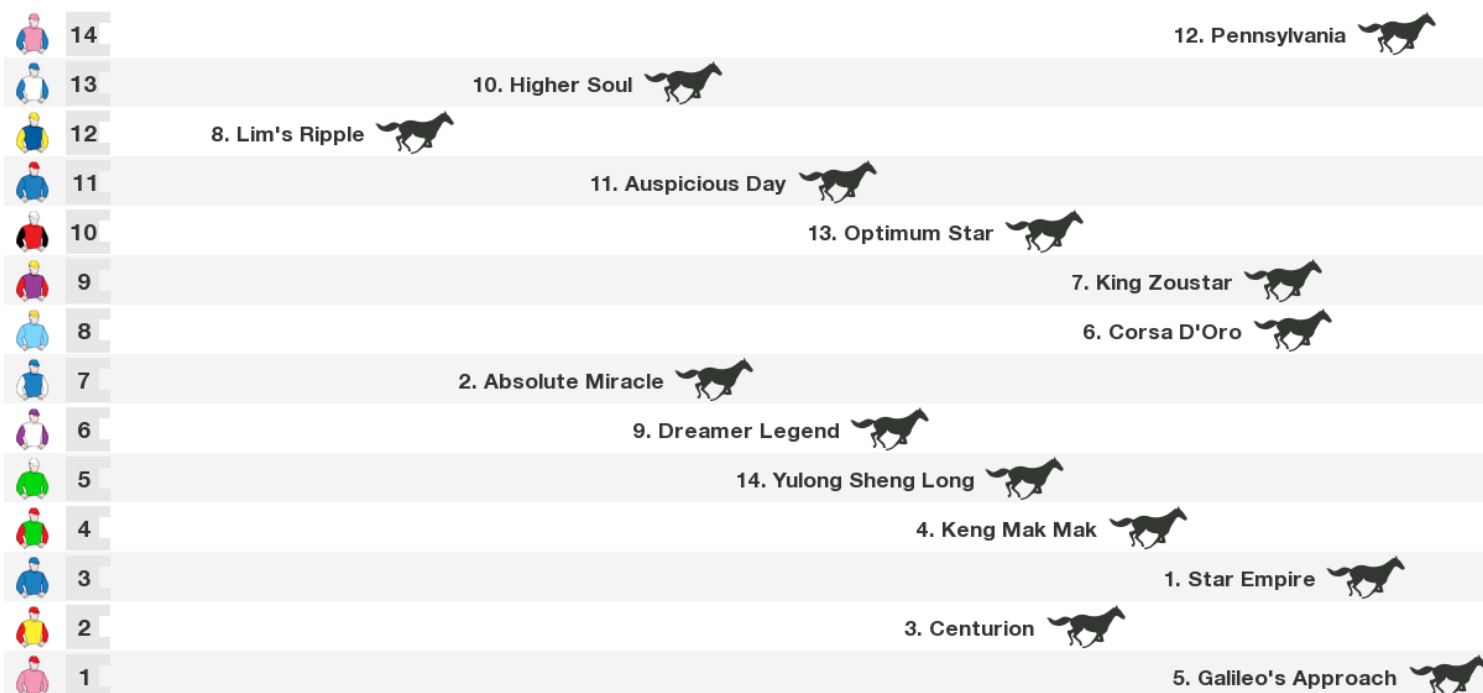 14 12. Pennsylvania
13 10. Higher Soul
12 8. Lim's Ripple
11 11. Auspicious Day
10 13. Optimum Star
9 7. King Zoustar
8 6. Corsa D'Oro
7 2. Absolute Miracle
6 9. Dreamer Legend
5 14. Yulong Sheng Long
4 4. Keng Mak Mak
3 1. Star Empire
2 3. Centurion
1 5. Galileo's Approach